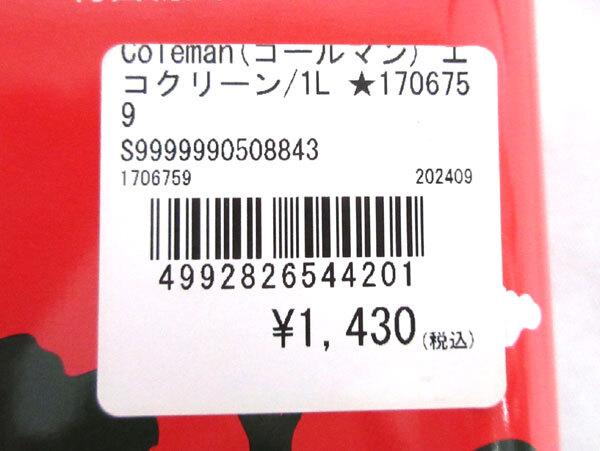 Coleman(コールマン) エ
コクリーン/1L ★170675
9
S9999990508843
1706759 202409
4992826544201
¥1,430(税込)